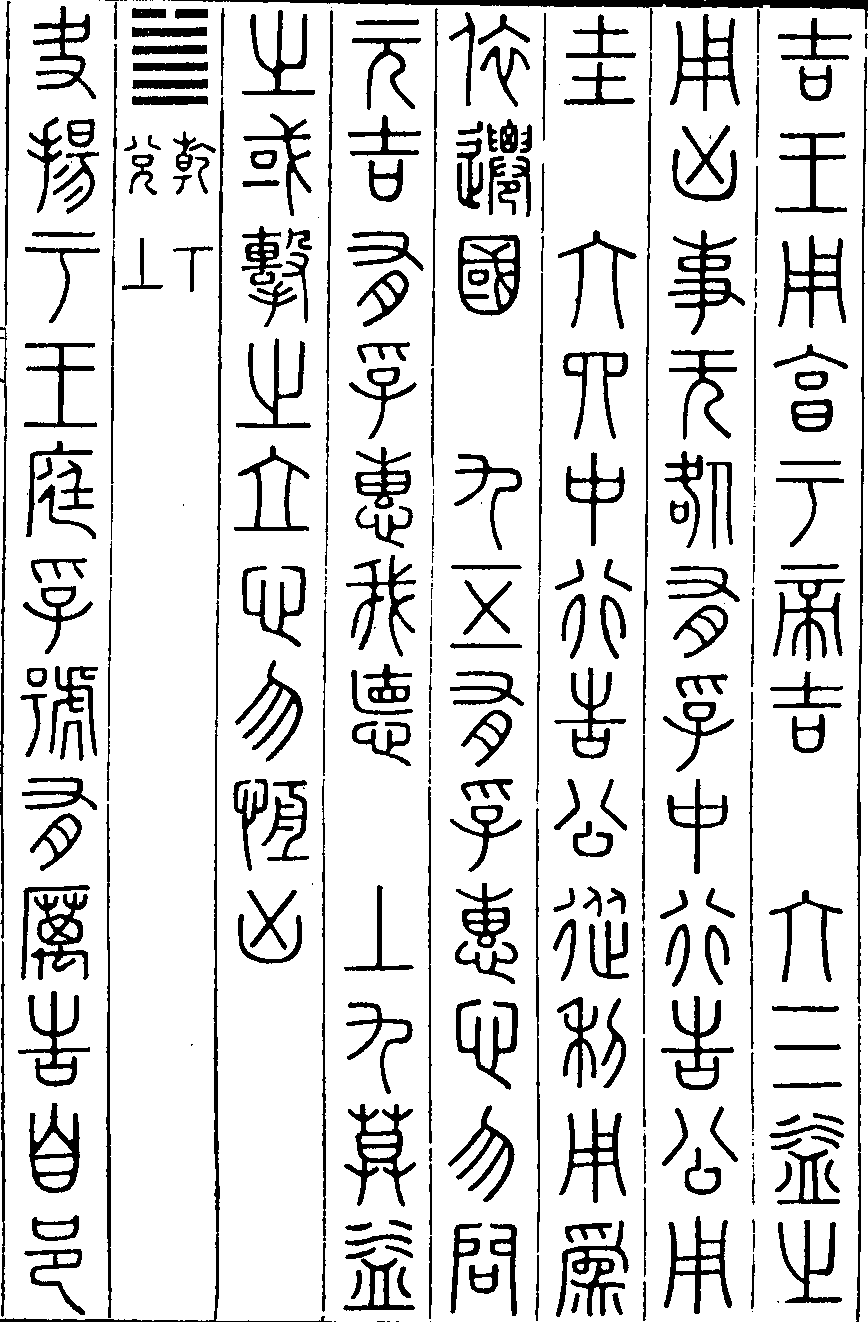 吉王用亯于帝吉　六三益之
用凶事无咎有孚中行告公用
圭　六四中行告公從利用爲
依遷國　九五有孚惠心勿問
元吉有孚惠我德　上九莫益
之或擊之立心勿恆凶
䷪乾下兌上
夬揚于王庭孚號有厲告自邑